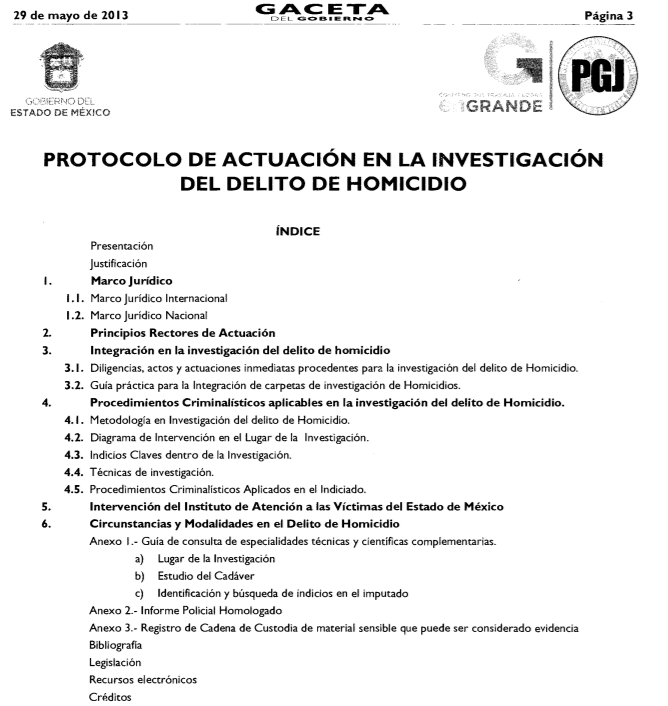 29 de mayo de 2013
GACETA
DEL GOBIERNO
Página 3
GOBIERNO DEL
ESTADO DE MÉXICO
enGRANDE
PGJ
PROTOCOLO DE ACTUACIÓN EN LA INVESTIGACIÓN
DEL DELITO DE HOMICIDIO
ÍNDICE
Presentación
Justificación
1. Marco Jurídico
1.1. Marco Jurídico Internacional
1.2. Marco Jurídico Nacional
2. Principios Rectores de Actuación
3. Integración en la investigación del delito de homicidio
3.1. Diligencias, actos y actuaciones inmediatas procedentes para la investigación del delito de Homicidio.
3.2. Guía práctica para la Integración de carpetas de investigación de Homicidios.
4. Procedimientos Criminalísticos aplicables en la investigación del delito de Homicidio.
4.1. Metodología en Investigación del delito de Homicidio.
4.2. Diagrama de Intervención en el Lugar de la Investigación.
4.3. Indicios Claves dentro de la Investigación.
4.4. Técnicas de investigación.
4.5. Procedimientos Criminalísticos Aplicados en el Indiciado.
5. Intervención del Instituto de Atención a las Víctimas del Estado de México
6. Circunstancias y Modalidades en el Delito de Homicidio
Anexo 1.- Guía de consulta de especialidades técnicas y científicas complementarias.
a) Lugar de la Investigación
b) Estudio del Cadáver
c) Identificación y búsqueda de indicios en el imputado
Anexo 2.- Informe Policial Homologado
Anexo 3.- Registro de Cadena de Custodia de material sensible que puede ser considerado evidencia
Bibliografía
Legislación
Recursos electrónicos
Créditos